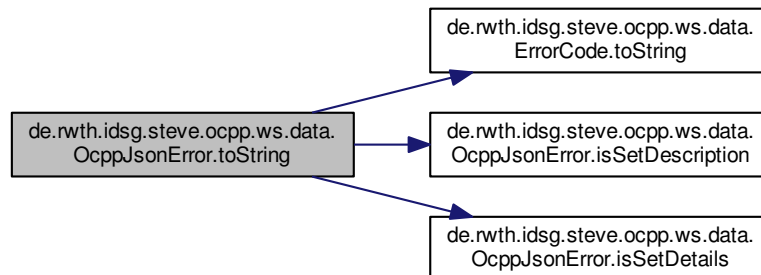 de.rwth.idsg.steve.ocpp.ws.data.
ErrorCode.toString
de.rwth.idsg.steve.ocpp.ws.data.
OcppJsonError.toString
de.rwth.idsg.steve.ocpp.ws.data.
OcppJsonError.isSetDescription
de.rwth.idsg.steve.ocpp.ws.data.
OcppJsonError.isSetDetails